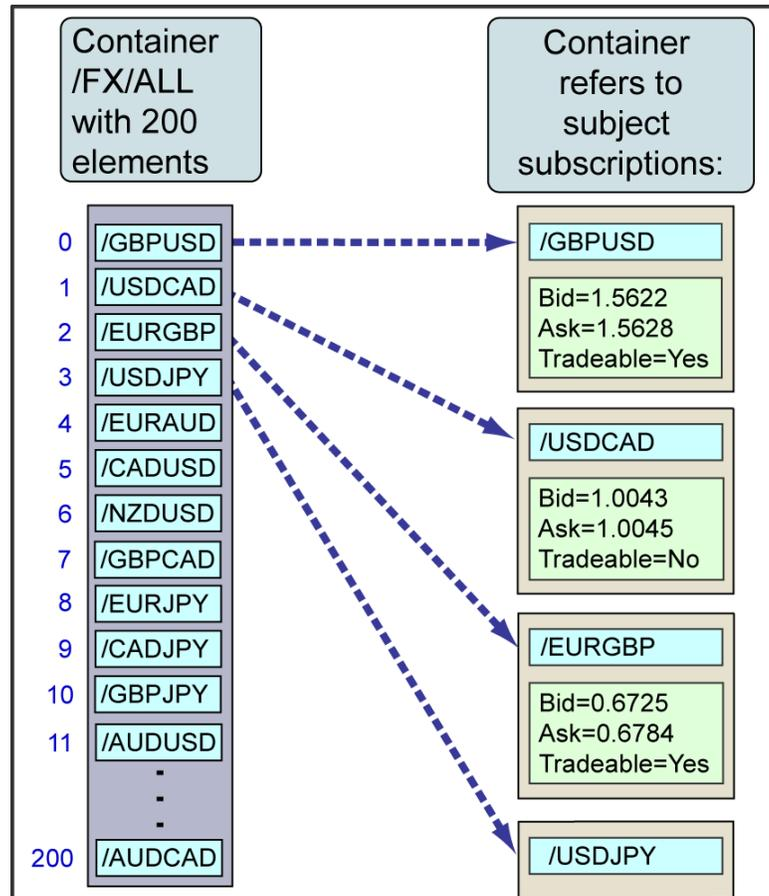 Container
/FX/ALL
with 200
elements
Container
refers to
subject
subscriptions:
0 /GBPUSD
1 /USDCAD
2 /EURGBP
3 /USDJPY
4 /EURAUD
5 /CADUSD
6 /NZDUSD
7 /GBPCAD
8 /EURJPY
9 /CADJPY
10 /GBPJPY
11 /AUDUSD
200 /AUDCAD
/GBPUSD
Bid=1.5622
Ask=1.5628
Tradeable=Yes
/USDCAD
Bid=1.0043
Ask=1.0045
Tradeable=No
/EURGBP
Bid=0.6725
Ask=0.6784
Tradeable=Yes
/USDJPY